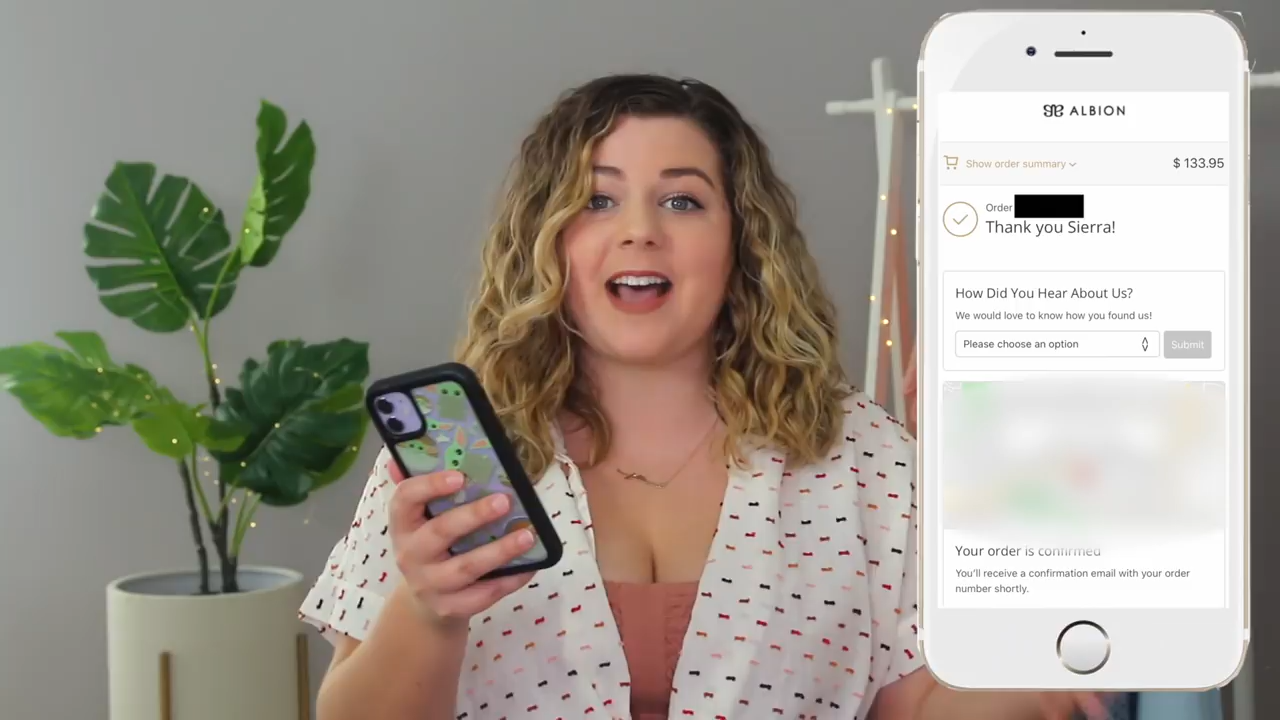 ALBION
Show order summary
$ 133.95
Order
Thank you Sierra!
How Did You Hear About Us?
We would love to know how you found us!
Please choose an option
Submit
Your order is confirmed
You'll receive a confirmation email with your order
number shortly.